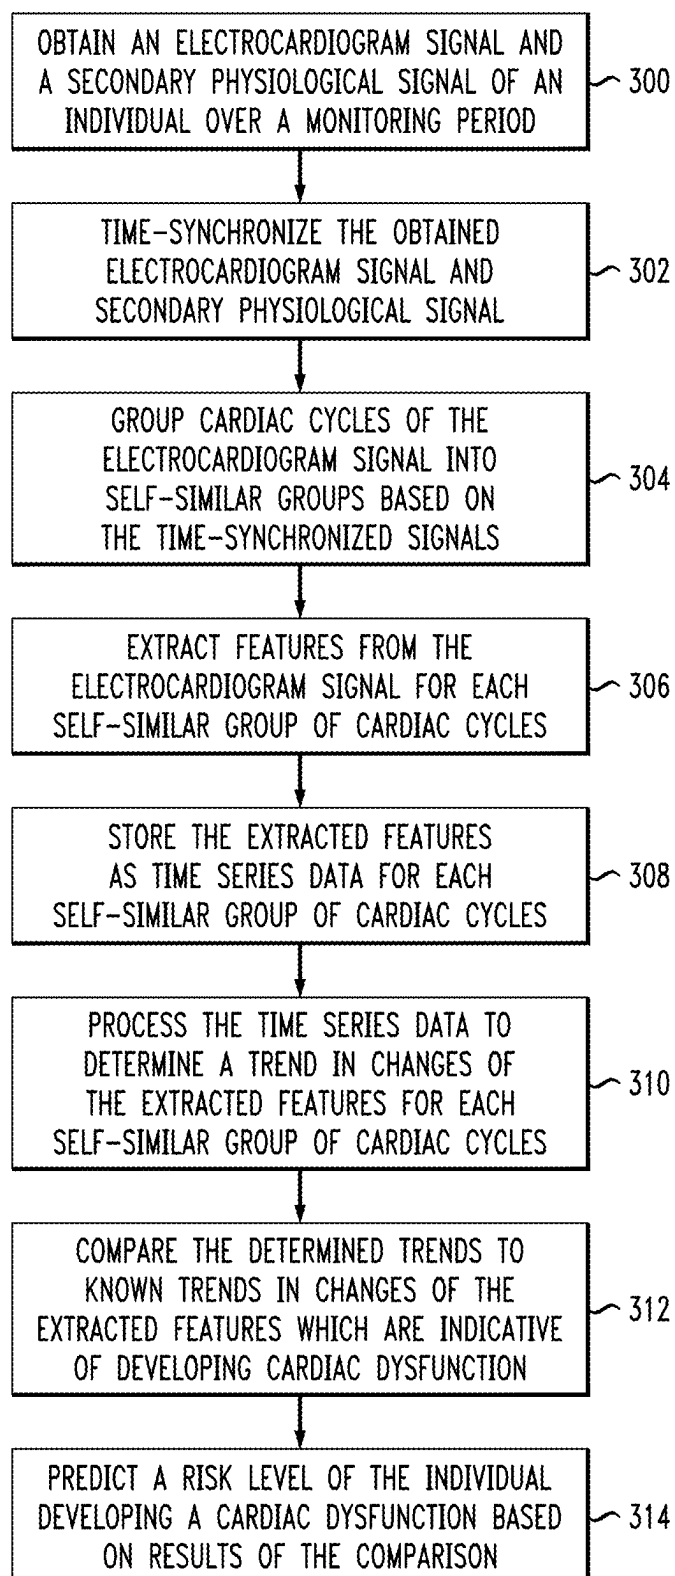 OBTAIN AN ELECTROCARDIOGRAM SIGNAL AND
A SECONDARY PHYSIOLOGICAL SIGNAL OF AN
INDIVIDUAL OVER A MONITORING PERIOD
300
TIME-SYNCHRONIZE THE OBTAINED
ELECTROCARDIOGRAM SIGNAL AND
SECONDARY PHYSIOLOGICAL SIGNAL
302
GROUP CARDIAC CYCLES OF THE
ELECTROCARDIOGRAM SIGNAL INTO
SELF-SIMILAR GROUPS BASED ON
THE TIME-SYNCHRONIZED SIGNALS
304
EXTRACT FEATURES FROM THE
ELECTROCARDIOGRAM SIGNAL FOR EACH
SELF-SIMILAR GROUP OF CARDIAC CYCLES
306
STORE THE EXTRACTED FEATURES
AS TIME SERIES DATA FOR EACH
SELF-SIMILAR GROUP OF CARDIAC CYCLES
308
PROCESS THE TIME SERIES DATA TO
DETERMINE A TREND IN CHANGES OF
THE EXTRACTED FEATURES FOR EACH
SELF-SIMILAR GROUP OF CARDIAC CYCLES
310
COMPARE THE DETERMINED TRENDS TO
KNOWN TRENDS IN CHANGES OF THE
EXTRACTED FEATURES WHICH ARE INDICATIVE
OF DEVELOPING CARDIAC DYSFUNCTION
312
PREDICT A RISK LEVEL OF THE INDIVIDUAL
DEVELOPING A CARDIAC DYSFUNCTION BASED
ON RESULTS OF THE COMPARISON
314